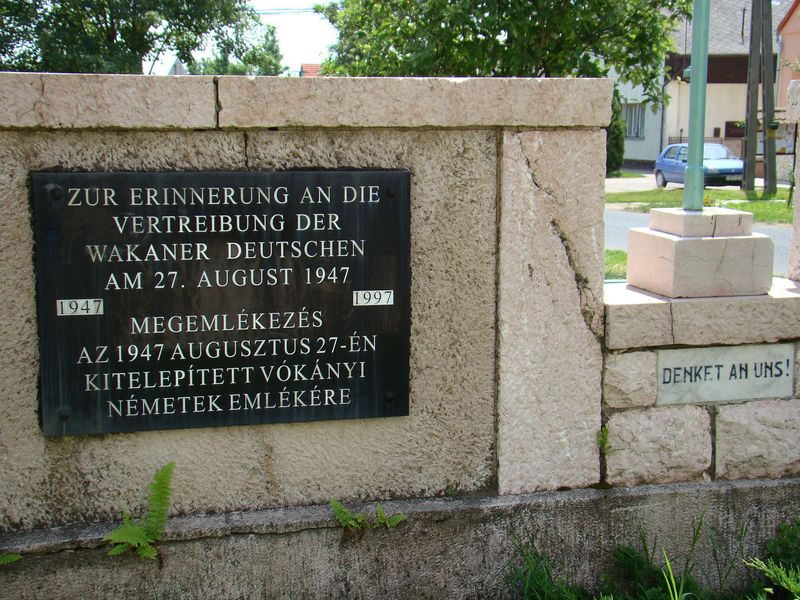 ZUR ERINNERUNG AN DIE
VERTREIBUNG DER
WAKANER DEUTSCHEN
AM 27. AUGUST 1947
1947
1997
MEGEMLÉKEZÉS
AZ 1947 AUGUSZTUS 27-ÉN
KITELEPÍTETT VÓKÁNYI
NÉMETEK EMLÉKÉRE
DENKET AN UNS!